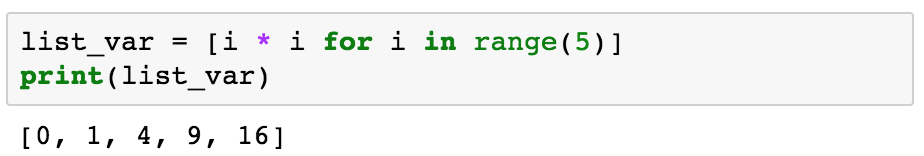 list_var = [i * i for i in range(5)]
print(list_var)
[0, 1, 4, 9, 16]